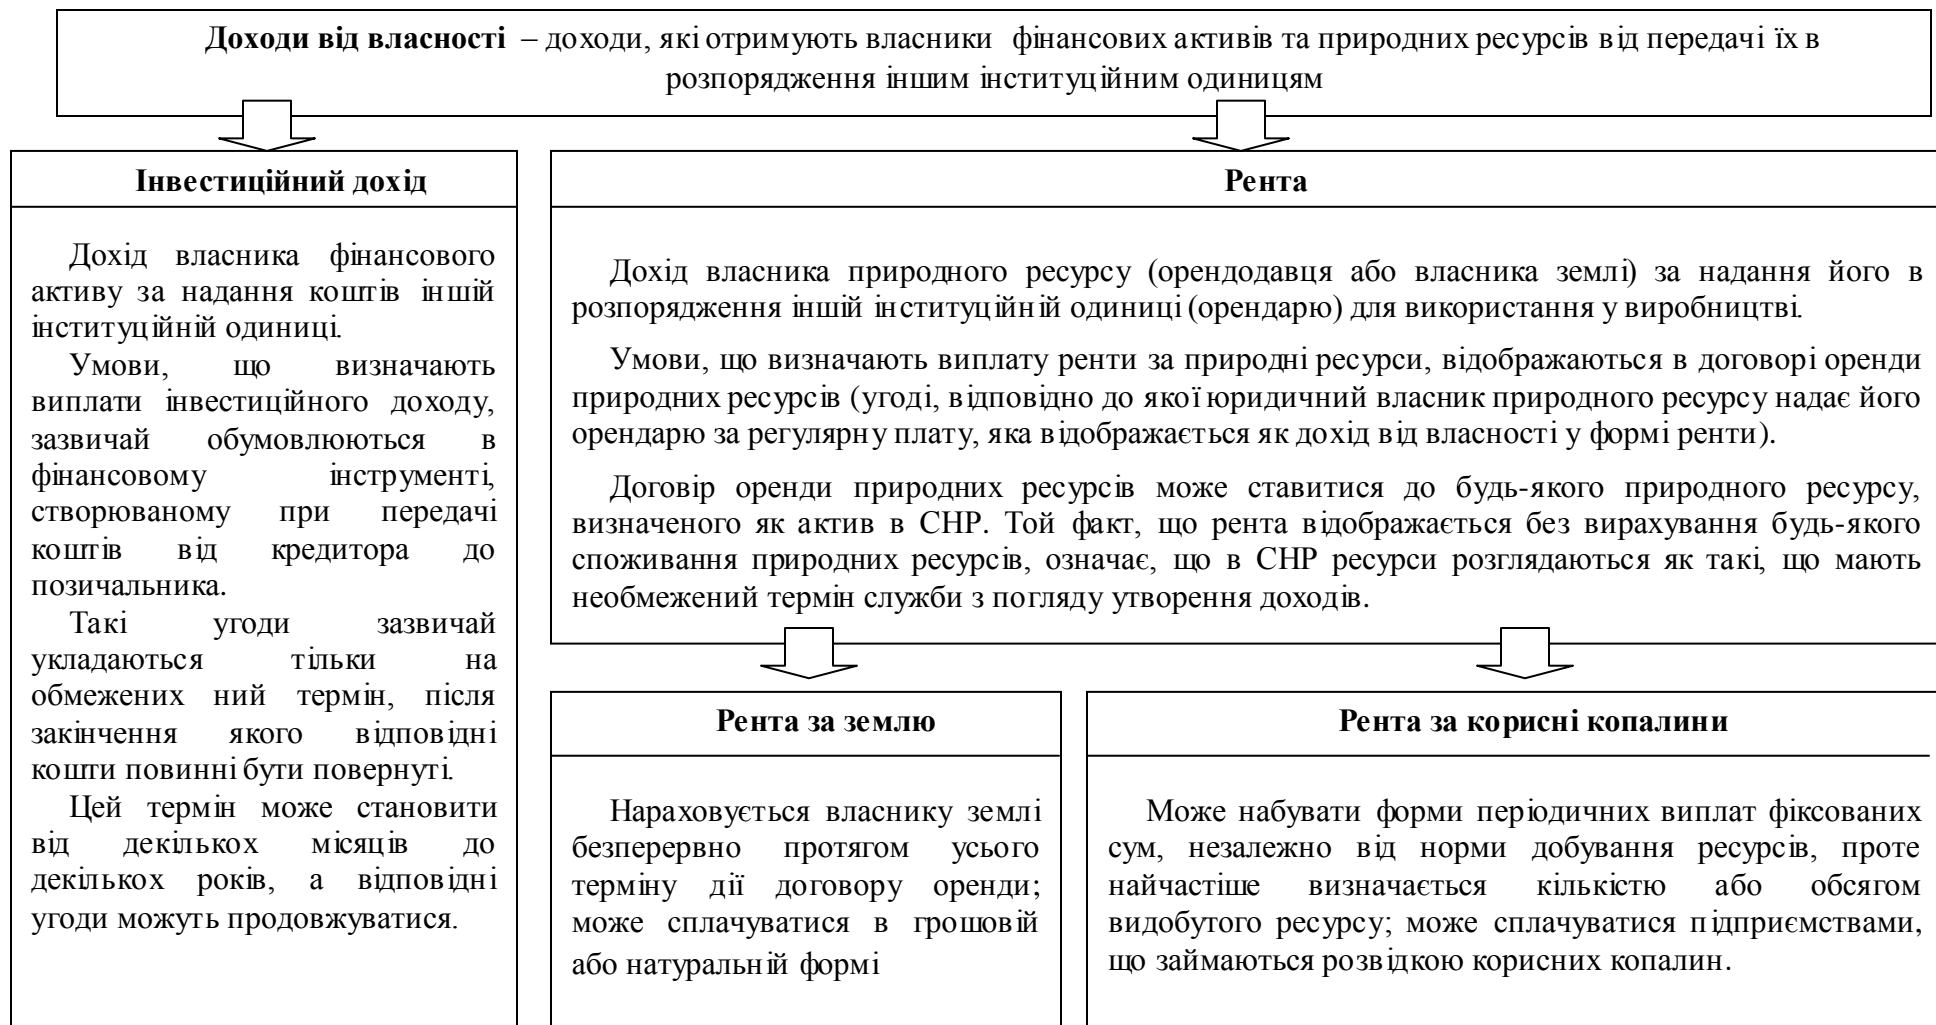 Доходи від власності – доходи, які отримують власники фінансових активів та природних ресурсів від передачі їх в
розпорядження іншим інституційним одиницям
Інвестиційний дохід
Дохід власника фінансового
активу за надання коштів іншій
інституційній одиниці.
Умови, що визначають
виплати інвестиційного доходу,
зазвичай обумовлюються в
фінансовому інструменті,
створюваному при передачі
коштів від кредитора до
позичальника.
Такі угоди зазвичай
укладаються тільки на
обмежених ний термін, після
закінчення якого відповідні
кошти повинні бути повернуті.
Цей термін може становити
від декількох місяців до
декількох років, а відповідні
угоди можуть продовжуватися.
Рента
Дохід власника природного ресурсу (орендодавця або власника землі) за надання його в
розпорядження іншій інституційній одиниці (орендарю) для використання у виробництві.
Умови, що визначають виплату ренти за природні ресурси, відображаються в договорі оренди
природних ресурсів (угоді, відповідно до якої юридичний власник природного ресурсу надає його
орендарю за регулярну плату, яка відображається як дохід від власності у формі ренти).
Договір оренди природних ресурсів може ставитися до будь-якого природного ресурсу,
визначеного як актив в СНР. Той факт, що рента відображається без вирахування будь-якого
споживання природних ресурсів, означає, що в СНР ресурси розглядаються як такі, що мають
необмежений термін служби з погляду утворення доходів.
Рента за землю
Нараховується власнику землі
безперервно протягом усього
терміну дії договору оренди;
може сплачуватися в грошовій
або натуральній формі
Рента за корисні копалини
Може набувати форми періодичних виплат фіксованих
сум, незалежно від норми добування ресурсів, проте
найчастіше визначається кількістю або обсягом
видобутого ресурсу; може сплачуватися підприємствами,
що займаються розвідкою корисних копалин.